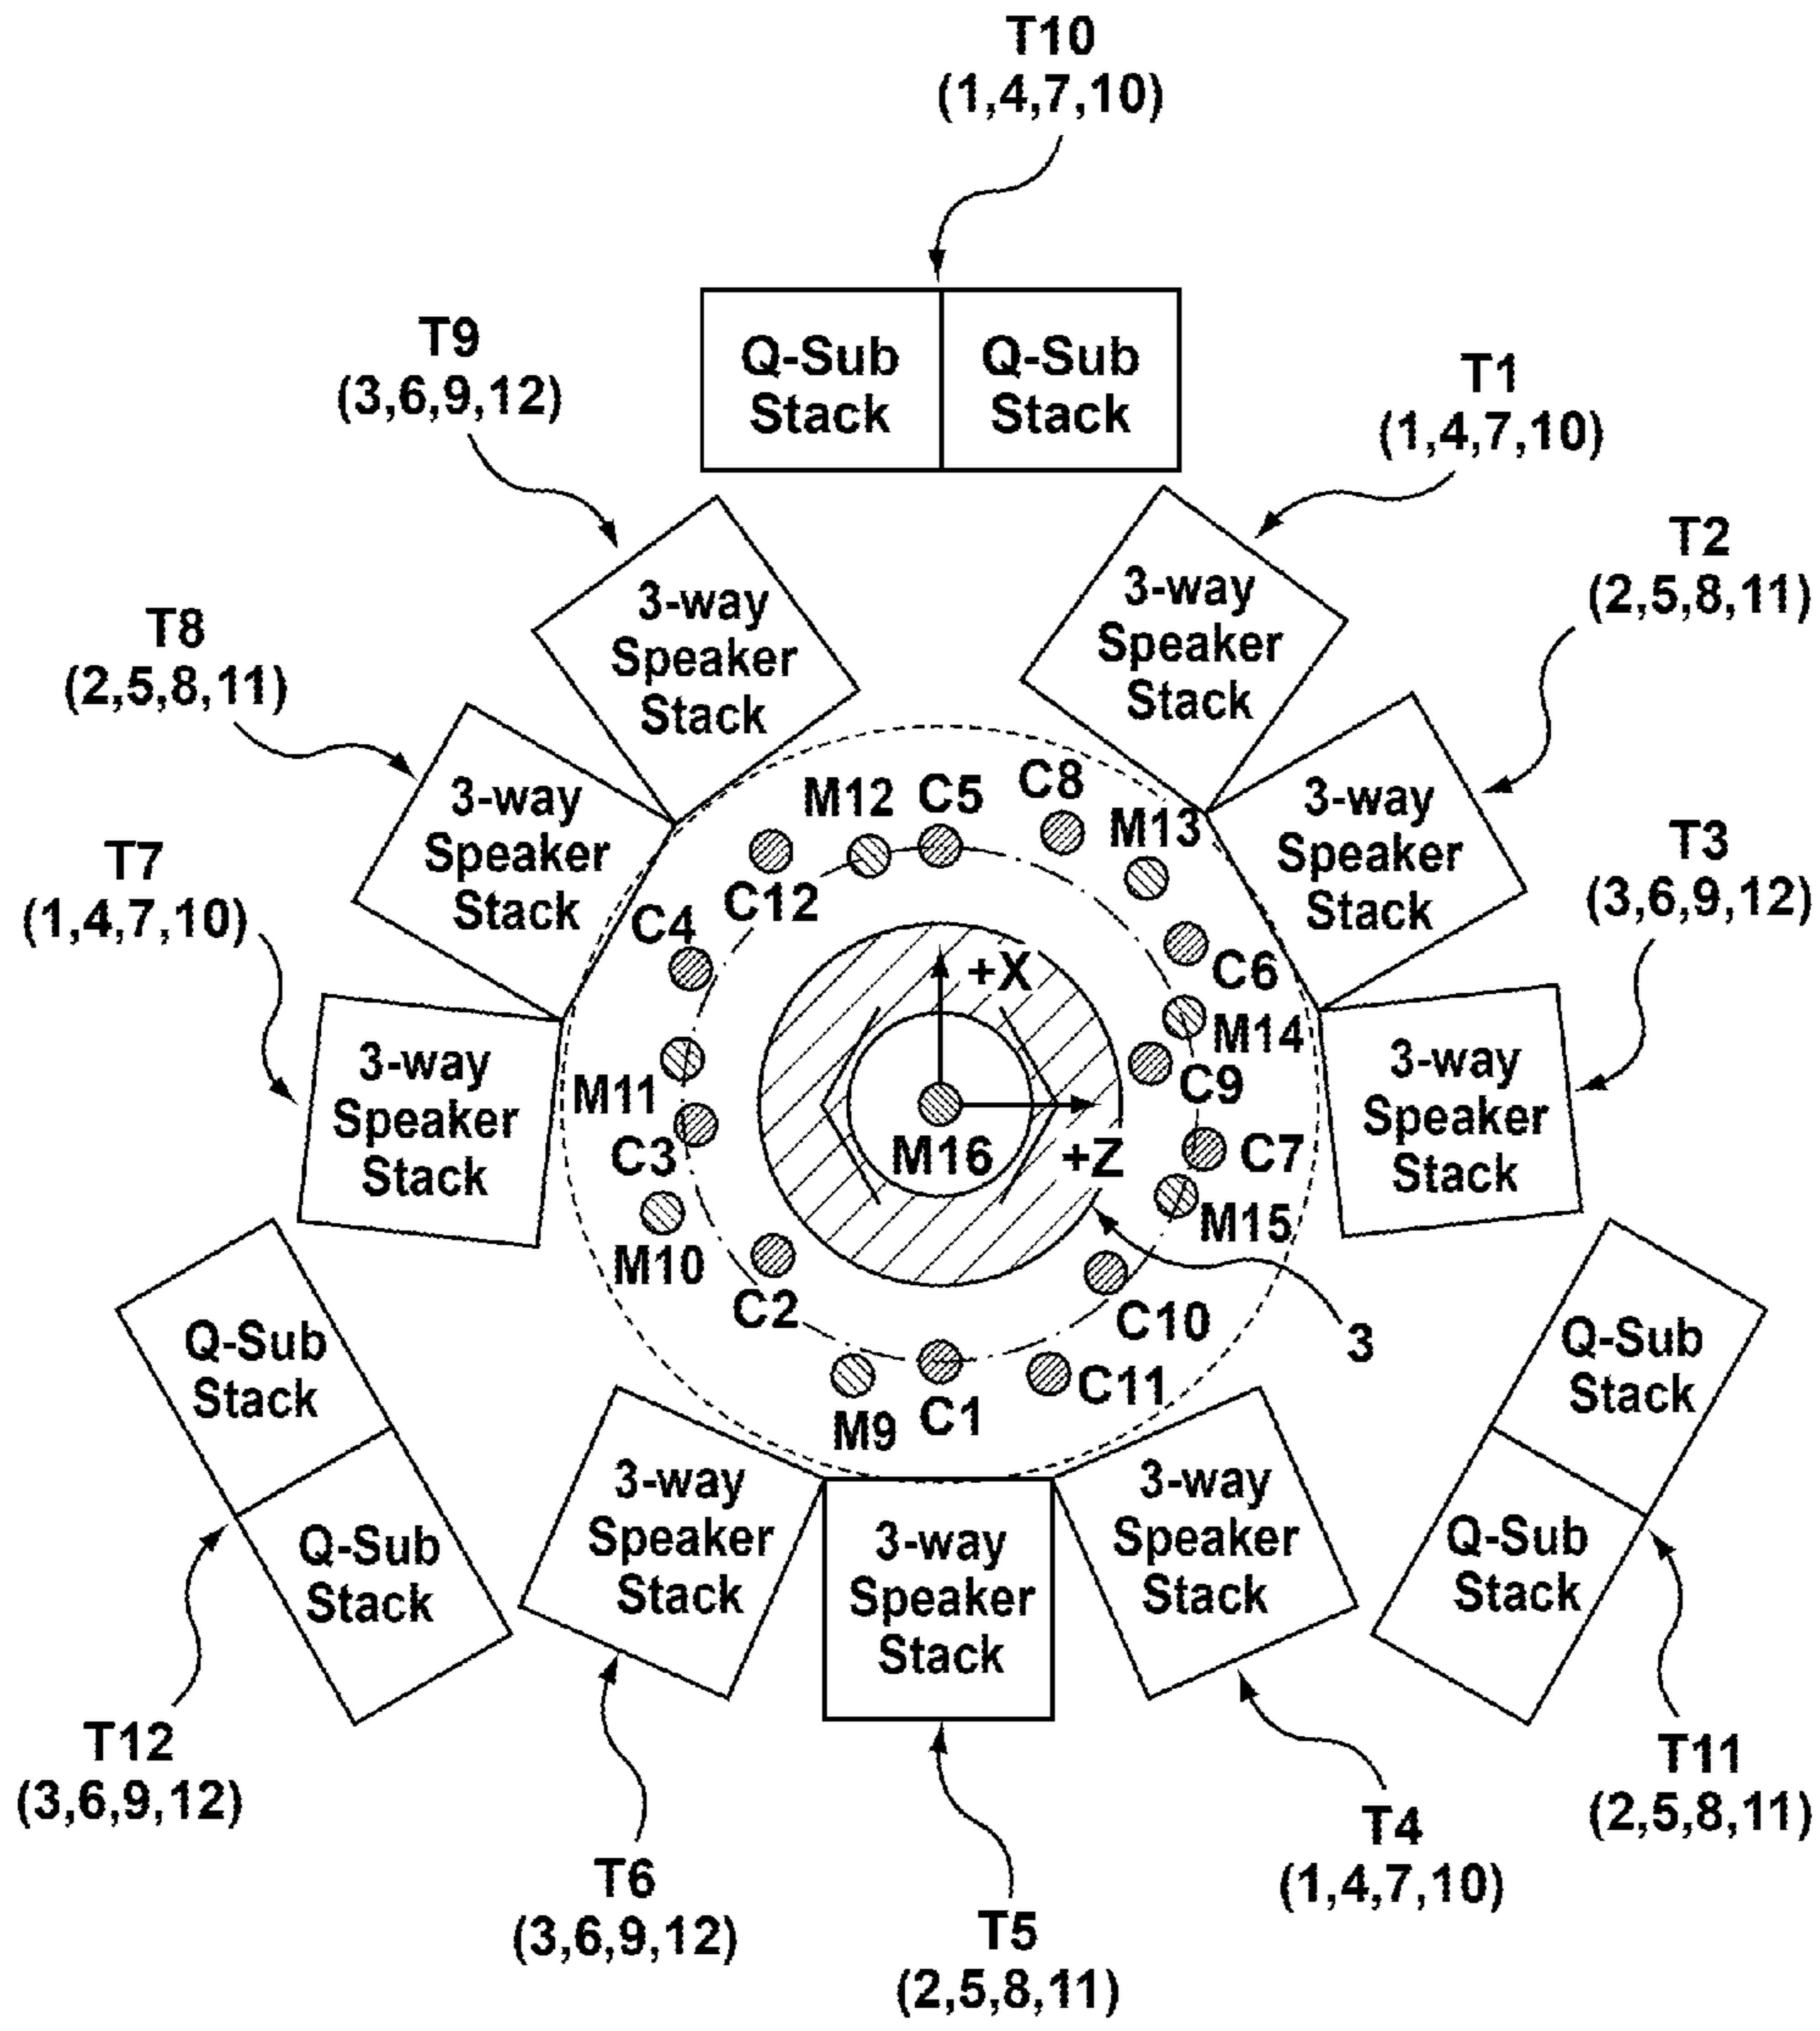 T10
(1,4,7,10)
T9
(3,6,9,12)
Q-Sub
Stack
Q-Sub
Stack
T1
(1,4,7,10)
T2
(2,5,8,11)
3-way
Speaker
Stack
3-way
Speaker
Stack
T8
(2,5,8,11)
3-way
Speaker
Stack
3-way
Speaker
Stack
T3
(3,6,9,12)
T7
(1,4,7,10)
M12
C5
C8
M13
C12
C4
C6
+X
M14
3-way
Speaker
Stack
M11
C9
3-way
Speaker
Stack
C3
M16
+Z
C7
M15
M10
C2
C10
3
Q-Sub
Stack
Q-Sub
Stack
M9
C1
C11
Q-Sub
Stack
3-way
Speaker
Stack
3-way
Speaker
Stack
3-way
Speaker
Stack
Q-Sub
Stack
T12
(3,6,9,12)
T11
(2,5,8,11)
T6
(3,6,9,12)
T5
(2,5,8,11)
T4
(1,4,7,10)